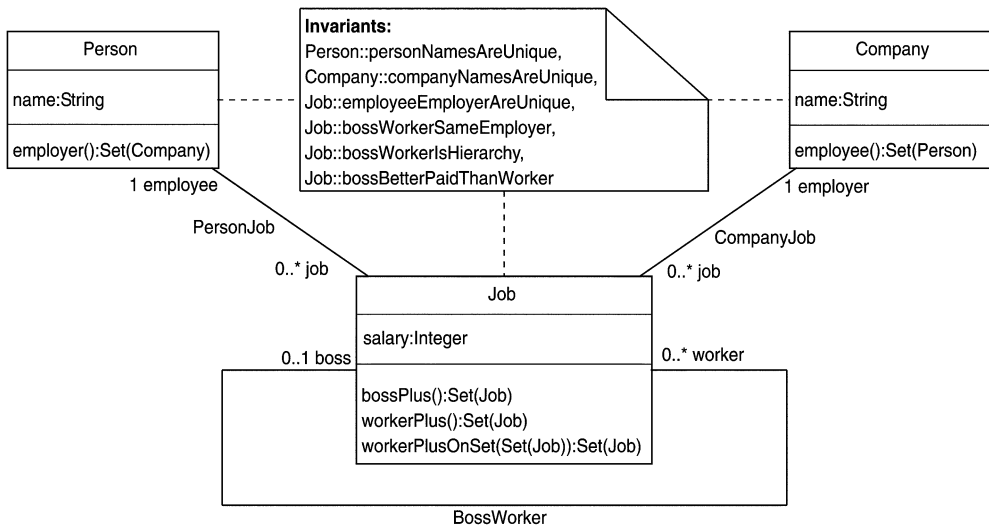 Person
name:String
employer():Set(Company)
1 employee
Invariants:
Person::personNamesAreUnique,
Company::companyNamesAreUnique,
Job::employeeEmployerAreUnique,
Job::bossWorkerSameEmployer,
Job::bossWorkerIsHierarchy,
Job::bossBetterPaidThanWorker
Company
name:String
employee():Set(Person)
1 employer
PersonJob
CompanyJob
0..* job
0..* job
Job
salary:Integer
0..1 boss
0..* worker
bossPlus():Set(Job)
workerPlus():Set(Job)
workerPlusOnSet(Set(Job)):Set(Job)
BossWorker